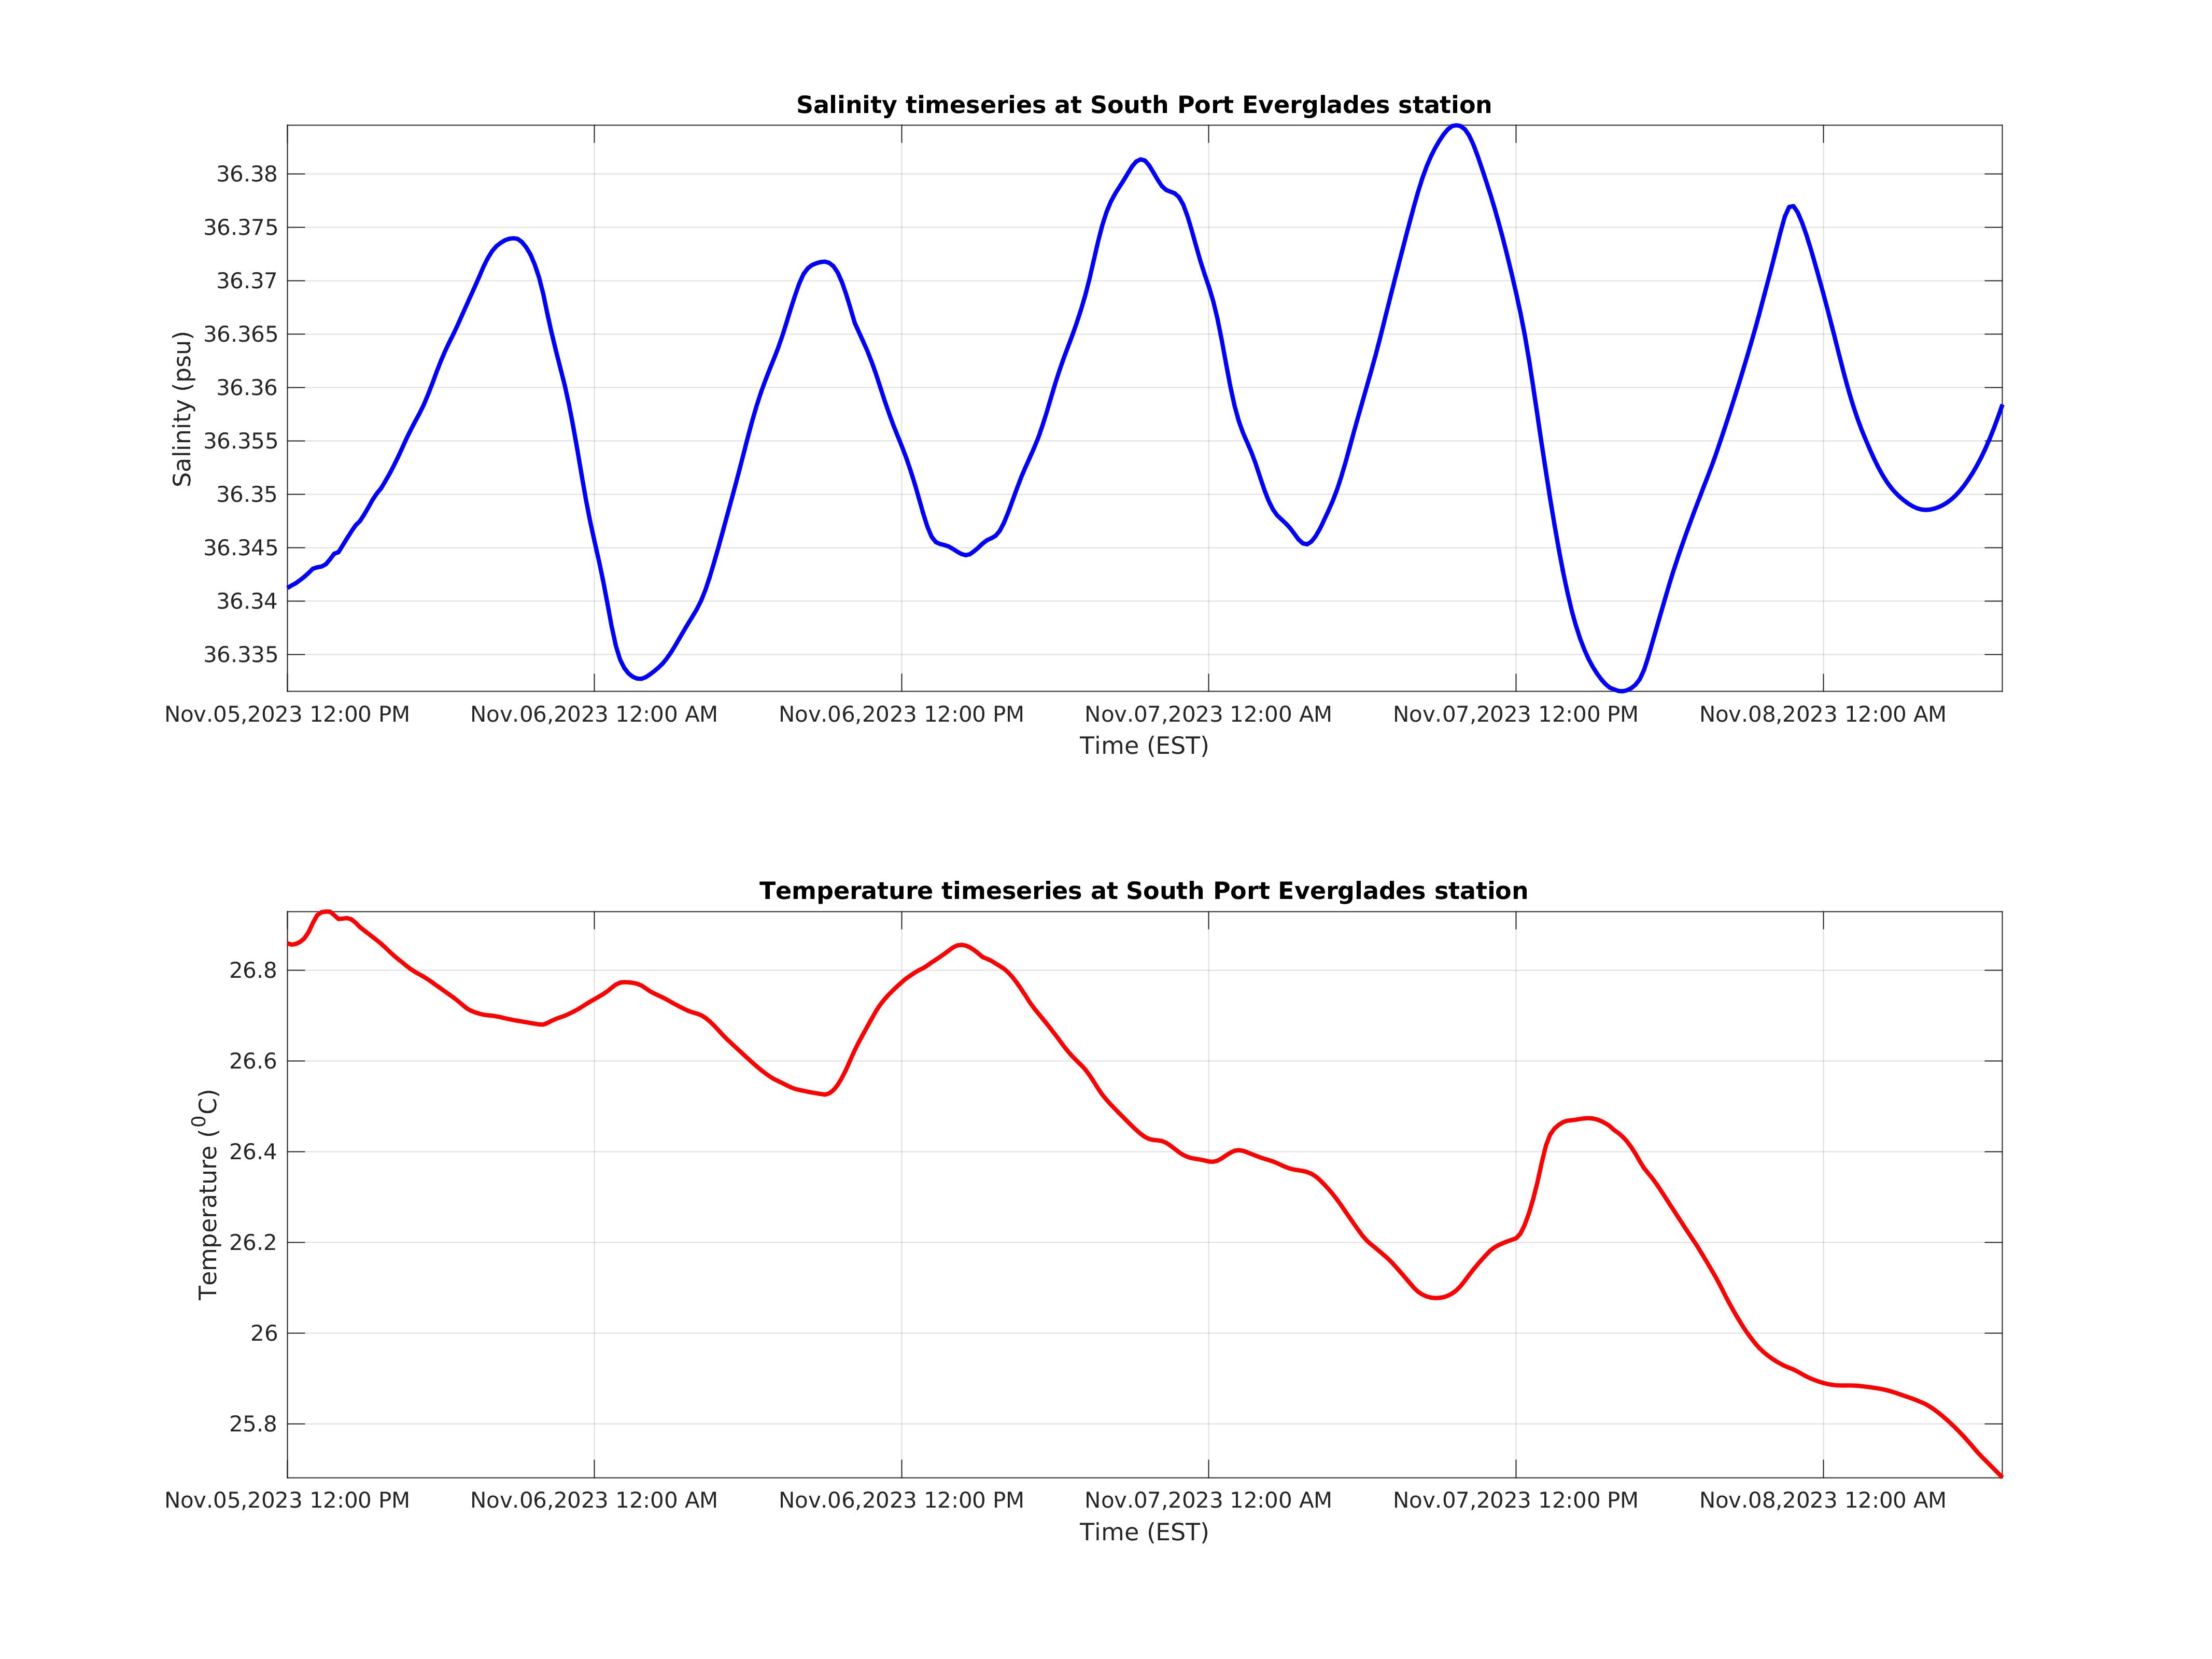 Salinity timeseries at South Port Everglades station
Salinity (psu)
36.38
36.375
36.37
36.365
36.36
36.355
36.35
36.345
36.34
36.335
Nov.05,2023 12:00 PM Nov.06,2023 12:00 AM Nov.06,2023 12:00 PM Nov.07,2023 12:00 AM Nov.07,2023 12:00 PM Nov.08,2023 12:00 AM
Time (EST)
Temperature timeseries at South Port Everglades station
Temperature (⁰C)
26.8
26.6
26.4
26.2
26
25.8
Nov.05,2023 12:00 PM Nov.06,2023 12:00 AM Nov.06,2023 12:00 PM Nov.07,2023 12:00 AM Nov.07,2023 12:00 PM Nov.08,2023 12:00 AM
Time (EST)